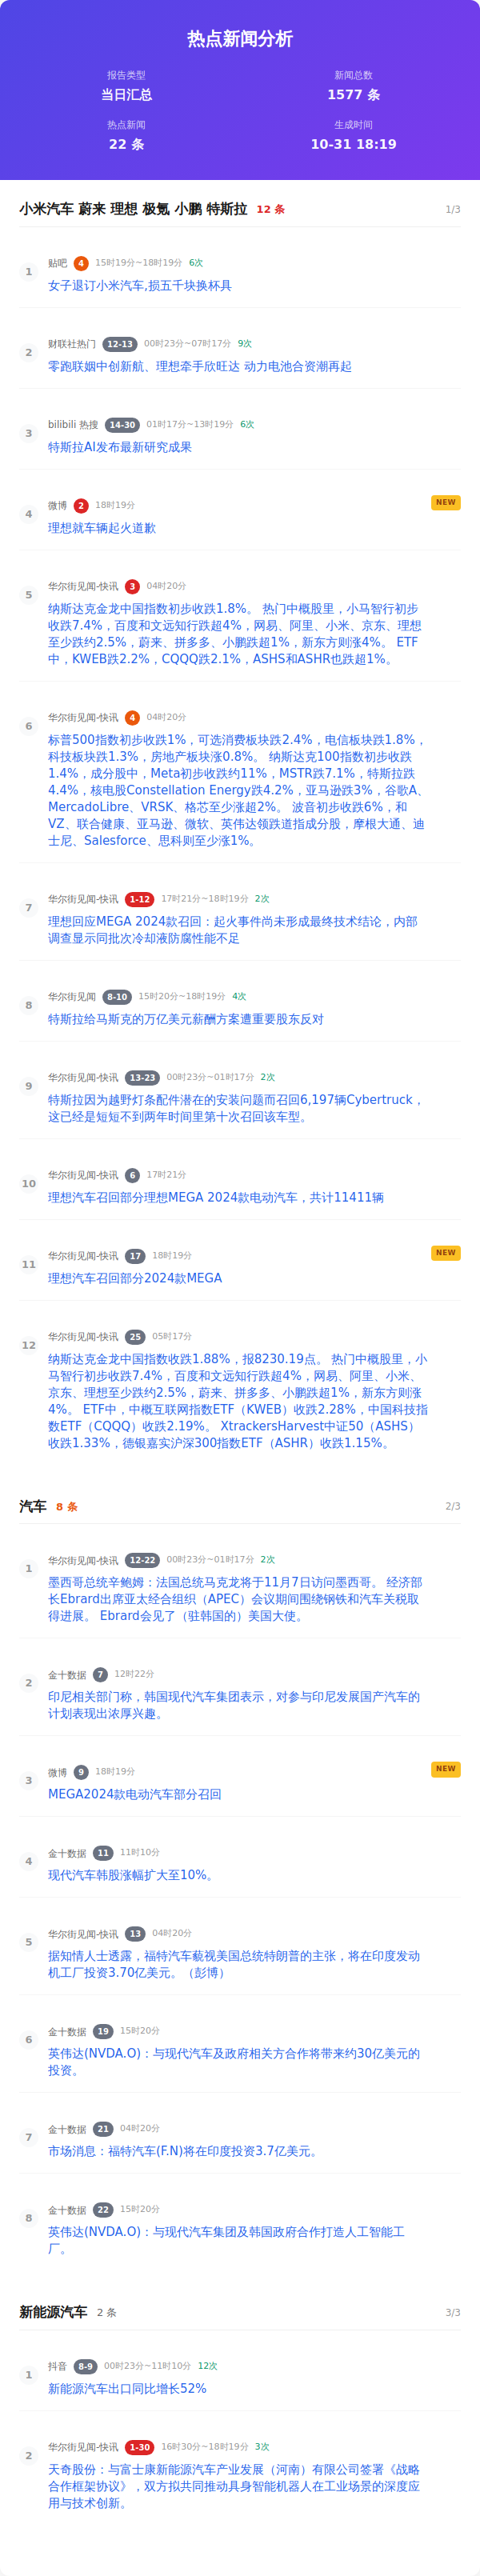 热点新闻分析
报告类型
当日汇总
新闻总数
1577 条
热点新闻
22 条
生成时间
10-31 18:19
小米汽车 蔚来 理想 极氪 小鹏 特斯拉 12 条 1/3
1
贴吧 4 15时19分~18时19分 6次
女子退订小米汽车,损五千块换杯具
2
财联社热门 12-13 00时23分~07时17分 9次
零跑联姻中创新航、理想牵手欣旺达 动力电池合资潮再起
3
bilibili 热搜 14-30 01时17分~13时19分 6次
特斯拉AI发布最新研究成果
4
微博 2 18时19分 NEW
理想就车辆起火道歉
5
华尔街见闻-快讯 3 04时20分
纳斯达克金龙中国指数初步收跌1.8%。 热门中概股里，小马智行初步
收跌7.4%，百度和文远知行跌超4%，网易、阿里、小米、京东、理想
至少跌约2.5%，蔚来、拼多多、小鹏跌超1%，新东方则涨4%。 ETF
中，KWEB跌2.2%，CQQQ跌2.1%，ASHS和ASHR也跌超1%。
6
华尔街见闻-快讯 4 04时20分
标普500指数初步收跌1%，可选消费板块跌2.4%，电信板块跌1.8%，
科技板块跌1.3%，房地产板块涨0.8%。 纳斯达克100指数初步收跌
1.4%，成分股中，Meta初步收跌约11%，MSTR跌7.1%，特斯拉跌
4.4%，核电股Constellation Energy跌4.2%，亚马逊跌3%，谷歌A、
MercadoLibre、VRSK、格芯至少涨超2%。 波音初步收跌6%，和
VZ、联合健康、亚马逊、微软、英伟达领跌道指成分股，摩根大通、迪
士尼、Salesforce、思科则至少涨1%。
7
华尔街见闻-快讯 1-12 17时21分~18时19分 2次
理想回应MEGA 2024款召回：起火事件尚未形成最终技术结论，内部
调查显示同批次冷却液防腐性能不足
8
华尔街见闻 8-10 15时20分~18时19分 4次
特斯拉给马斯克的万亿美元薪酬方案遭重要股东反对
9
华尔街见闻-快讯 13-23 00时23分~01时17分 2次
特斯拉因为越野灯条配件潜在的安装问题而召回6,197辆Cybertruck，
这已经是短短不到两年时间里第十次召回该车型。
10
华尔街见闻-快讯 6 17时21分
理想汽车召回部分理想MEGA 2024款电动汽车，共计11411辆
11
华尔街见闻-快讯 17 18时19分 NEW
理想汽车召回部分2024款MEGA
12
华尔街见闻-快讯 25 05时17分
纳斯达克金龙中国指数收跌1.88%，报8230.19点。 热门中概股里，小
马智行初步收跌7.4%，百度和文远知行跌超4%，网易、阿里、小米、
京东、理想至少跌约2.5%，蔚来、拼多多、小鹏跌超1%，新东方则涨
4%。 ETF中，中概互联网指数ETF（KWEB）收跌2.28%，中国科技指
数ETF（CQQQ）收跌2.19%。 XtrackersHarvest中证50（ASHS）
收跌1.33%，德银嘉实沪深300指数ETF（ASHR）收跌1.15%。
汽车 8 条 2/3
1
华尔街见闻-快讯 12-22 00时23分~01时17分 2次
墨西哥总统辛鲍姆：法国总统马克龙将于11月7日访问墨西哥。 经济部
长Ebrard出席亚太经合组织（APEC）会议期间围绕钢铁和汽车关税取
得进展。 Ebrard会见了（驻韩国的）美国大使。
2
金十数据 7 12时22分
印尼相关部门称，韩国现代汽车集团表示，对参与印尼发展国产汽车的
计划表现出浓厚兴趣。
3
微博 9 18时19分 NEW
MEGA2024款电动汽车部分召回
4
金十数据 11 11时10分
现代汽车韩股涨幅扩大至10%。
5
华尔街见闻-快讯 13 04时20分
据知情人士透露，福特汽车藐视美国总统特朗普的主张，将在印度发动
机工厂投资3.70亿美元。（彭博）
6
金十数据 19 15时20分
英伟达(NVDA.O)：与现代汽车及政府相关方合作将带来约30亿美元的
投资。
7
金十数据 21 04时20分
市场消息：福特汽车(F.N)将在印度投资3.7亿美元。
8
金十数据 22 15时20分
英伟达(NVDA.O)：与现代汽车集团及韩国政府合作打造人工智能工
厂。
新能源汽车 2 条 3/3
1
抖音 8-9 00时23分~11时10分 12次
新能源汽车出口同比增长52%
2
华尔街见闻-快讯 1-30 16时30分~18时19分 3次
天奇股份：与富士康新能源汽车产业发展（河南）有限公司签署《战略
合作框架协议》，双方拟共同推动具身智能机器人在工业场景的深度应
用与技术创新。